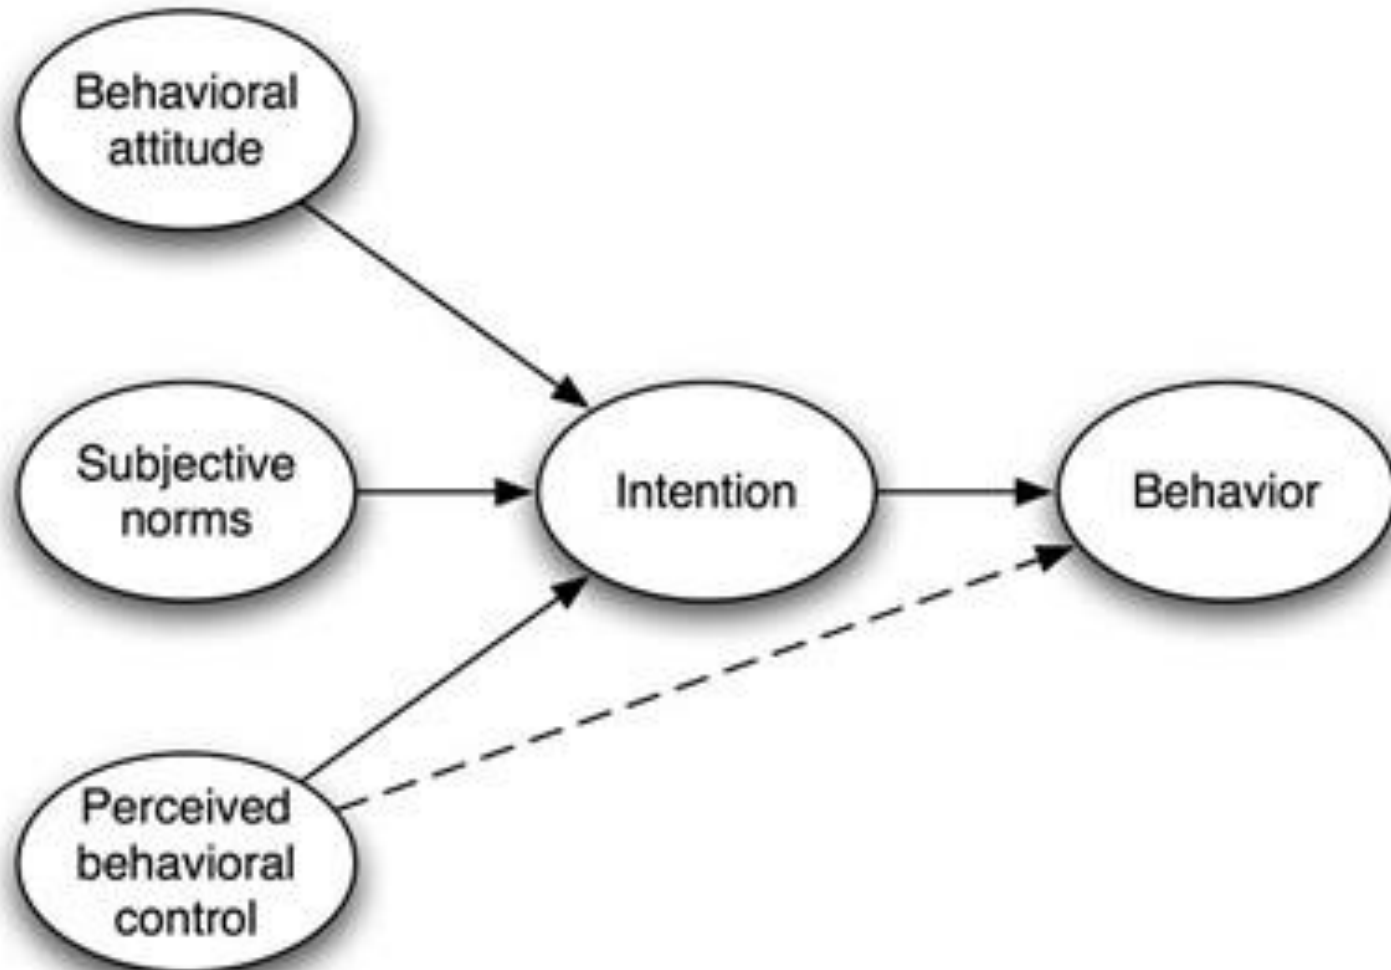 Behavioral
attitude
Subjective
norms
Intention
Behavior
Perceived
behavioral
control